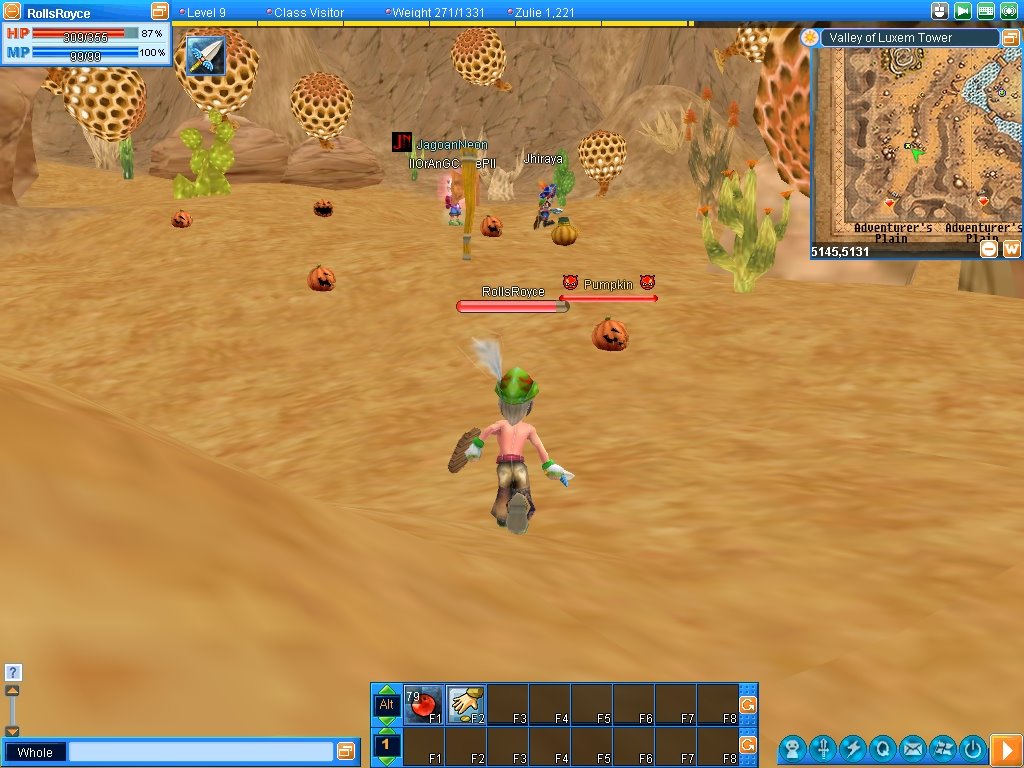 RollsRoyce
Level 9 Class Visitor Weight 271/1331 Zulie 1,221
HP 309/355 87%
MP 99/99 100%
Valley of Luxem Tower
JN JagoanNeon
Jhiraya
RollsRoyce
Pumpkin
Adventurer's Plain
Adventurer's Plain
5145,5131
W
?
Alt 79 F1 F2 F3 F4 F5 F6 F7 F8
1 F1 F2 F3 F4 F5 F6 F7 F8
Whole